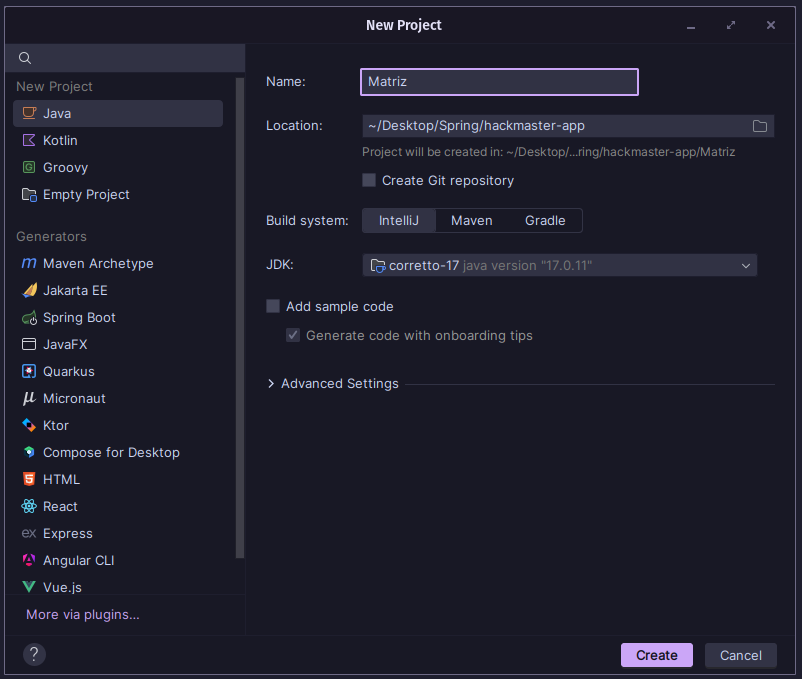 New Project
New Project
Java
Kotlin
Groovy
Empty Project
Generators
Maven Archetype
Jakarta EE
Spring Boot
JavaFX
Quarkus
Micronaut
Ktor
Compose for Desktop
HTML
React
Express
Angular CLI
Vue.js
More via plugins...
Name: Matriz
Location: ~/Desktop/Spring/hackmaster-app
Project will be created in: ~/Desktop/...ring/hackmaster-app/Matriz
Create Git repository
Build system: IntelliJ Maven Gradle
JDK: corretto-17 java version "17.0.11"
Add sample code
Generate code with onboarding tips
Advanced Settings
? Create Cancel